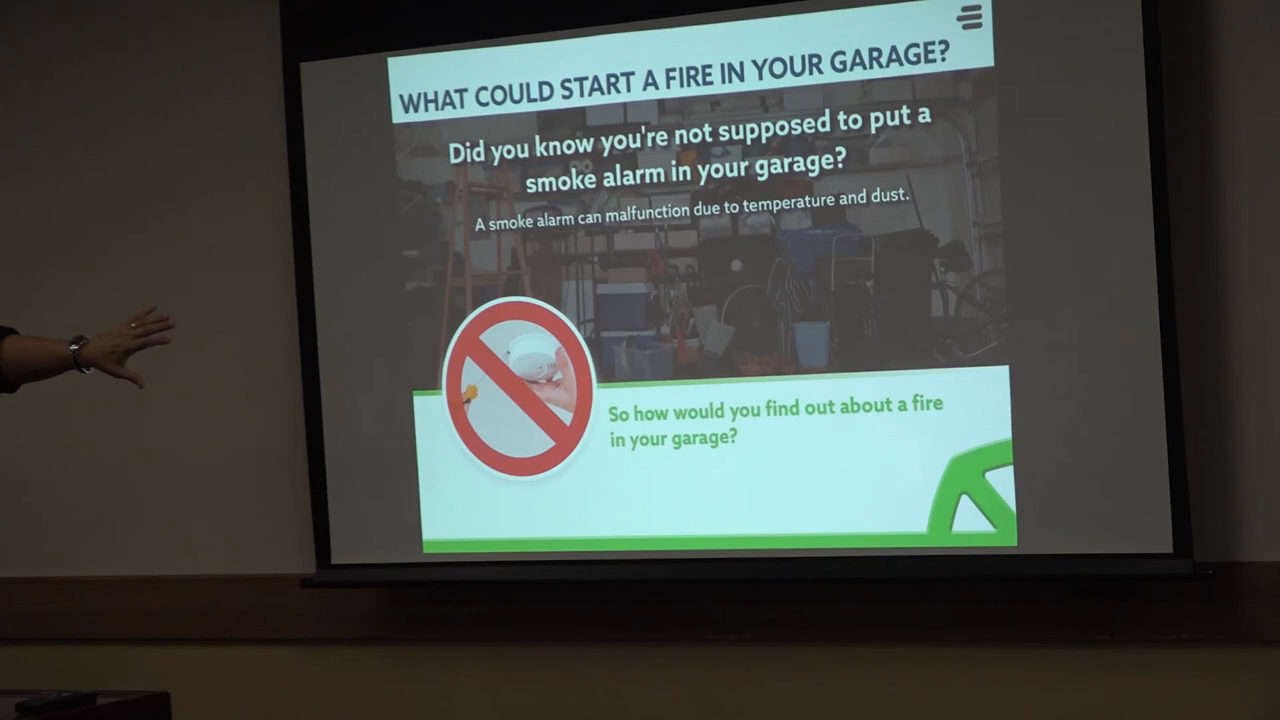 WHAT COULD START A FIRE IN YOUR GARAGE?
Did you know you're not supposed to put a
smoke alarm in your garage?
A smoke alarm can malfunction due to temperature and dust.
So how would you find out about a fire
in your garage?